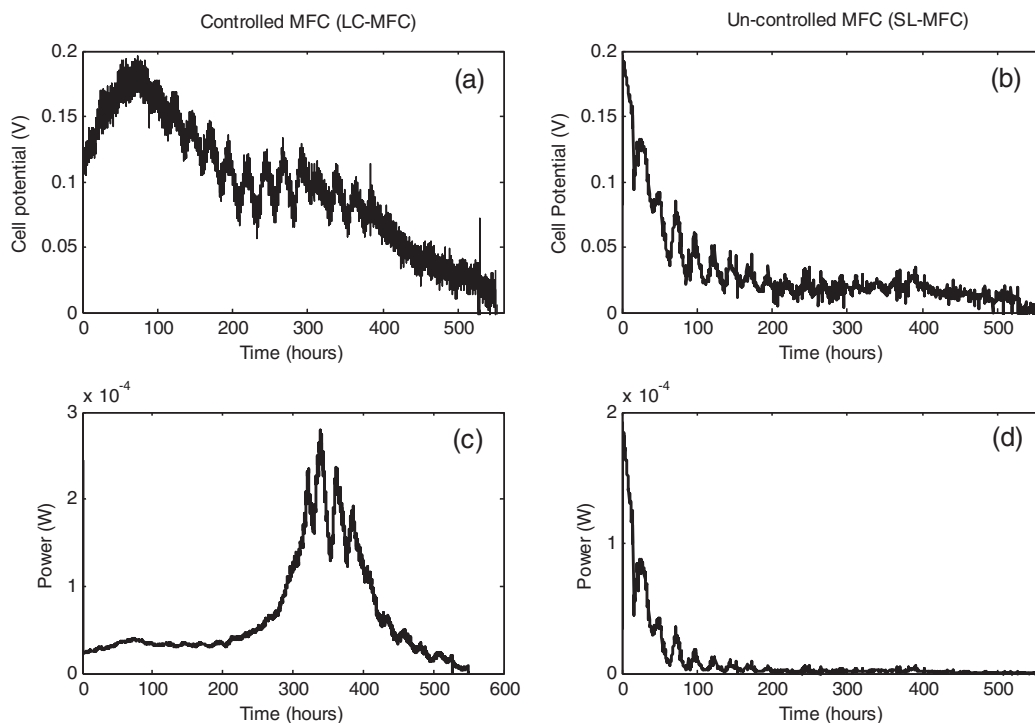 Controlled MFC (LC-MFC)
Un-controlled MFC (SL-MFC)
0.2
0.15
0.1
0.05
0
Cell potential (V)
(a)
0 100 200 300 400 500
Time (hours)
0.2
0.15
0.1
0.05
0
Cell Potential (V)
(b)
0 100 200 300 400 500
Time (hours)
x 10-4
3
2
1
0
Power (W)
(c)
0 100 200 300 400 500 600
Time (hours)
x 10-4
2
1
0
Power (W)
(d)
0 100 200 300 400 500
Time (hours)